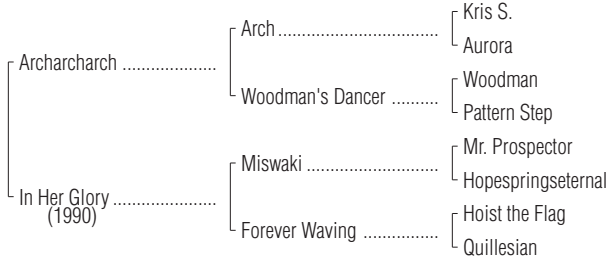 Kris S.
Arch
Aurora
Archarcharch
Woodman
Woodman's Dancer
Pattern Step
Mr. Prospector
Miswaki
Hopespringseternal
In Her Glory
(1990)
Hoist the Flag
Forever Waving
Quillesian